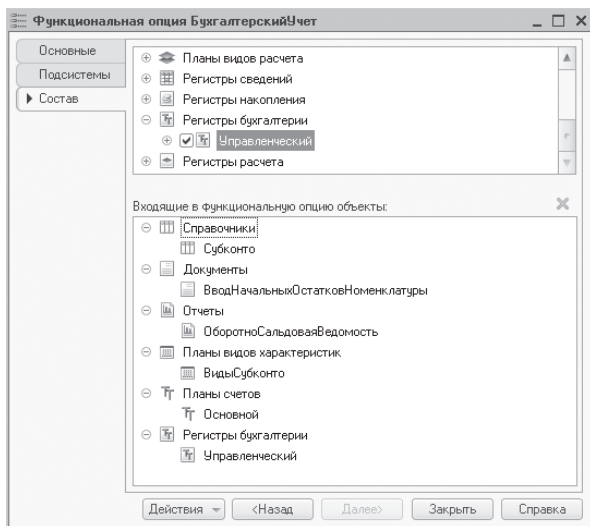 Функциональная опция БухгалтерскийУчет
Основные
Подсистемы
Состав
Планы видов расчета
Регистры сведений
Регистры накопления
Регистры бухгалтерии
Управленческий
Регистры расчета
Входящие в функциональную опцию объекты:
Справочники
Субконто
Документы
ВводНачальныхОстатковНоменклатуры
Отчеты
ОборотноСальдоваяВедомость
Планы видов характеристик
ВидыСубконто
Планы счетов
Основной
Регистры бухгалтерии
Управленческий
Действия <Назад Далее> Закрыть Справка